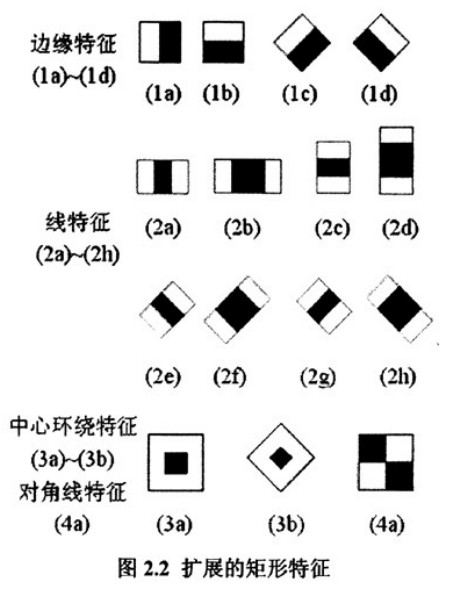 边缘特征
(1a)~(1d)
(1a) (1b) (1c) (1d)
线特征
(2a)~(2h)
(2a) (2b) (2c) (2d)
(2e) (2f) (2g) (2h)
中心环绕特征
(3a)~(3b)
对角线特征
(4a)
(3a) (3b) (4a)
图 2.2 扩展的矩形特征